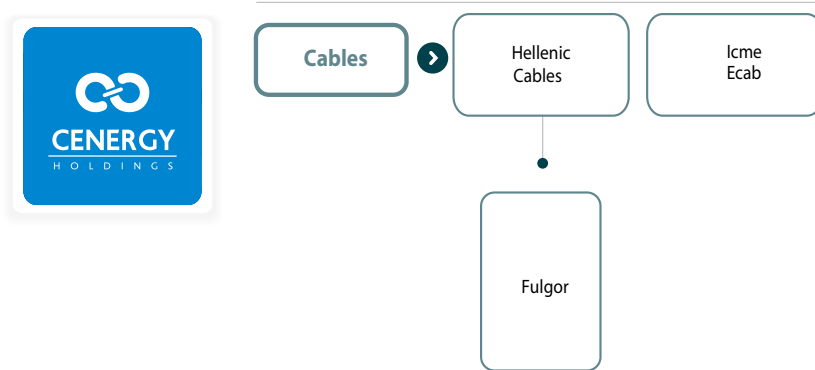 CENERGY
HOLDINGS
Cables
Hellenic
Cables
Icme
Ecab
Fulgor